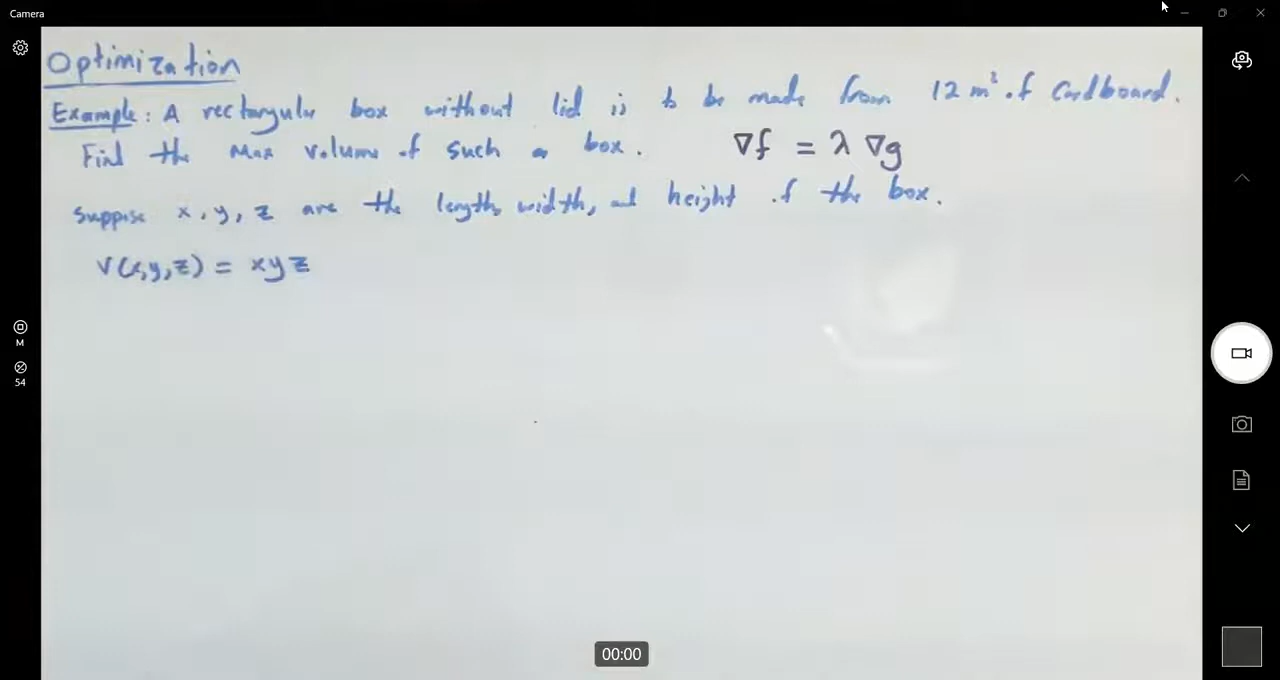 Camera
Optimization
Example: A rectangular box without lid is to be made from 12 m² of Cardboard.
Find the Max volume of such a box. ∇f = λ ∇g
Suppose x, y, z are the length, width, and height of the box.
V(x,y,z) = xyz
M
54
00:00